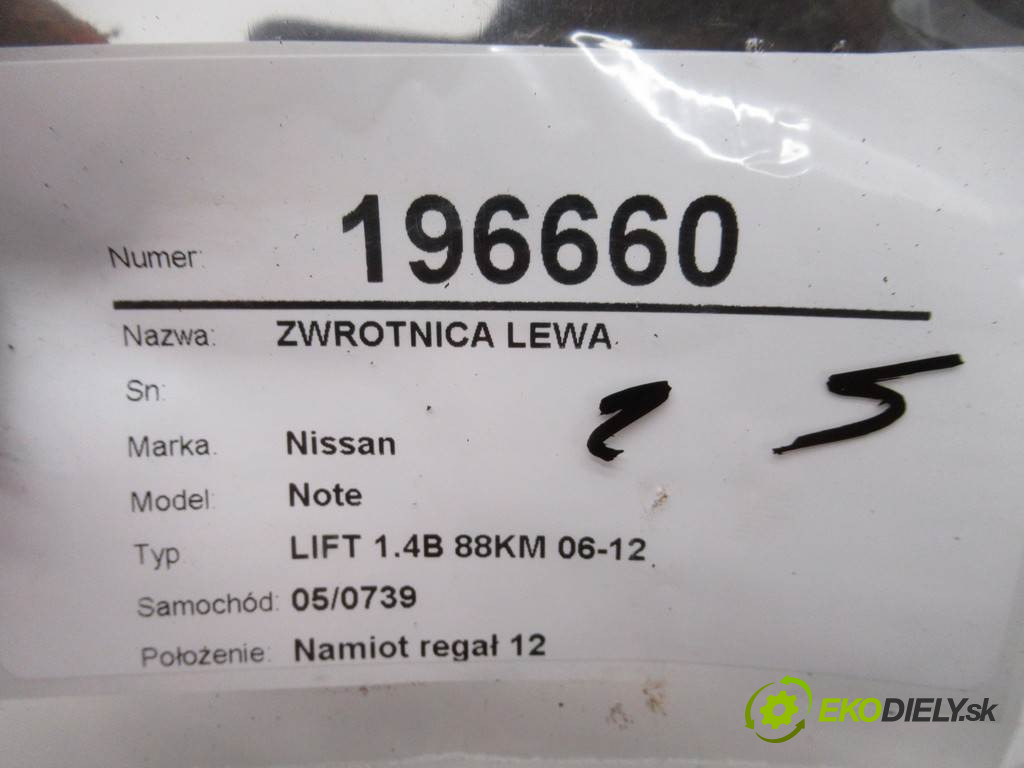 Numer: 196660
Nazwa: ZWROTNICA LEWA
Sn:
Marka. Nissan
Model: Note
Typ LIFT 1.4B 88KM 06-12
Samochód: 05/0739
Położenie: Namiot regał 12
EKODIELY.sk